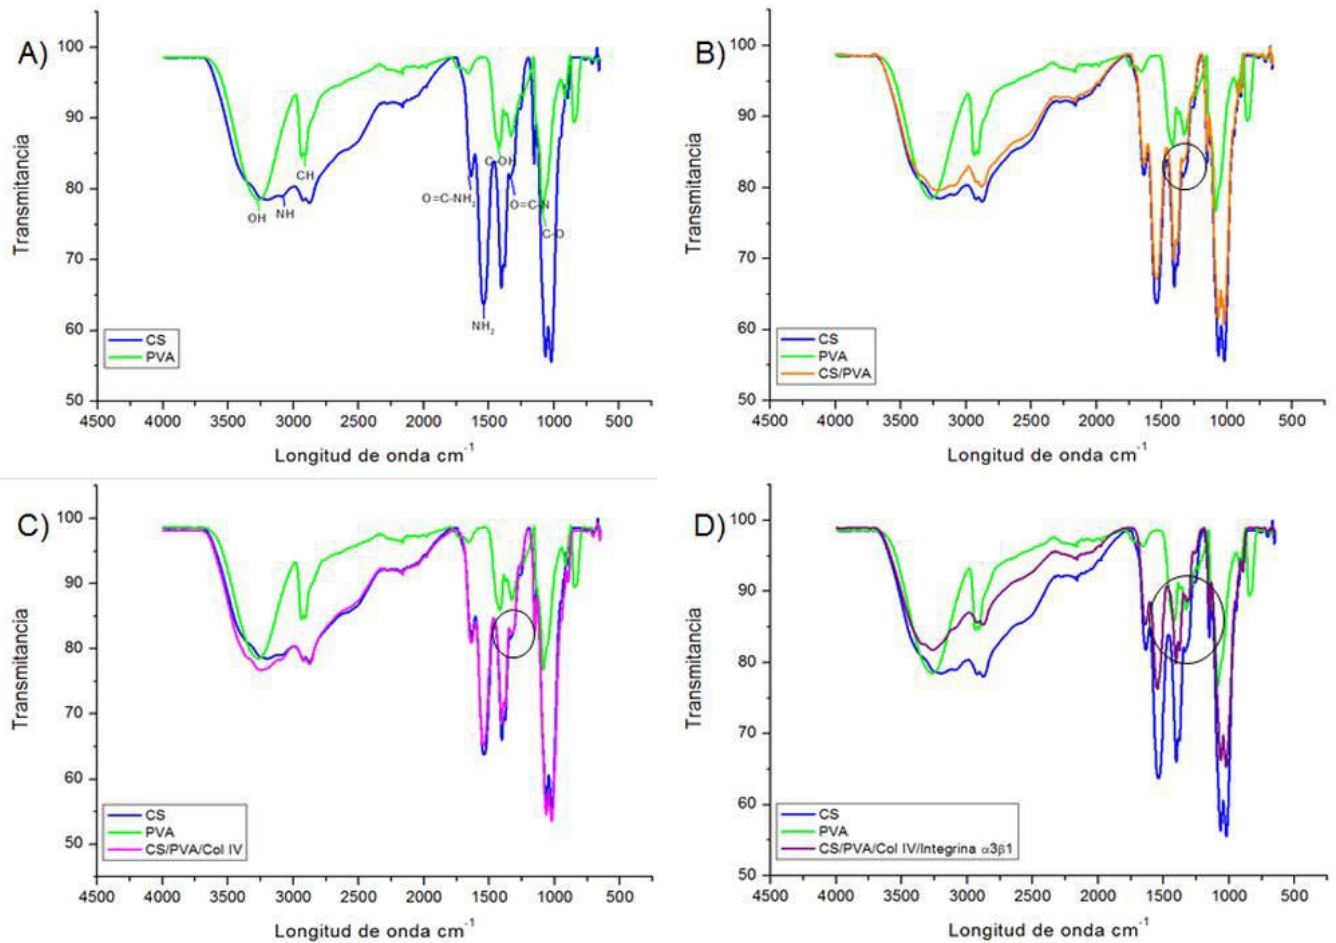 A)
100
90
80
70
60
50
Transmitancia
OH
NH
CH
O=C-NH2
NH2
C-OH
O=C-N
C-O
CS
PVA
4500 4000 3500 3000 2500 2000 1500 1000 500
Longitud de onda cm-1
B)
100
90
80
70
60
50
Transmitancia
CS
PVA
CS/PVA
4500 4000 3500 3000 2500 2000 1500 1000 500
Longitud de onda cm-1
C)
100
90
80
70
60
50
Transmitancia
CS
PVA
CS/PVA/Col IV
4500 4000 3500 3000 2500 2000 1500 1000 500
Longitud de onda cm-1
D)
100
90
80
70
60
50
Transmitancia
CS
PVA
CS/PVA/Col IV/Integrina α3β1
4500 4000 3500 3000 2500 2000 1500 1000 500
Longitud de onda cm-1